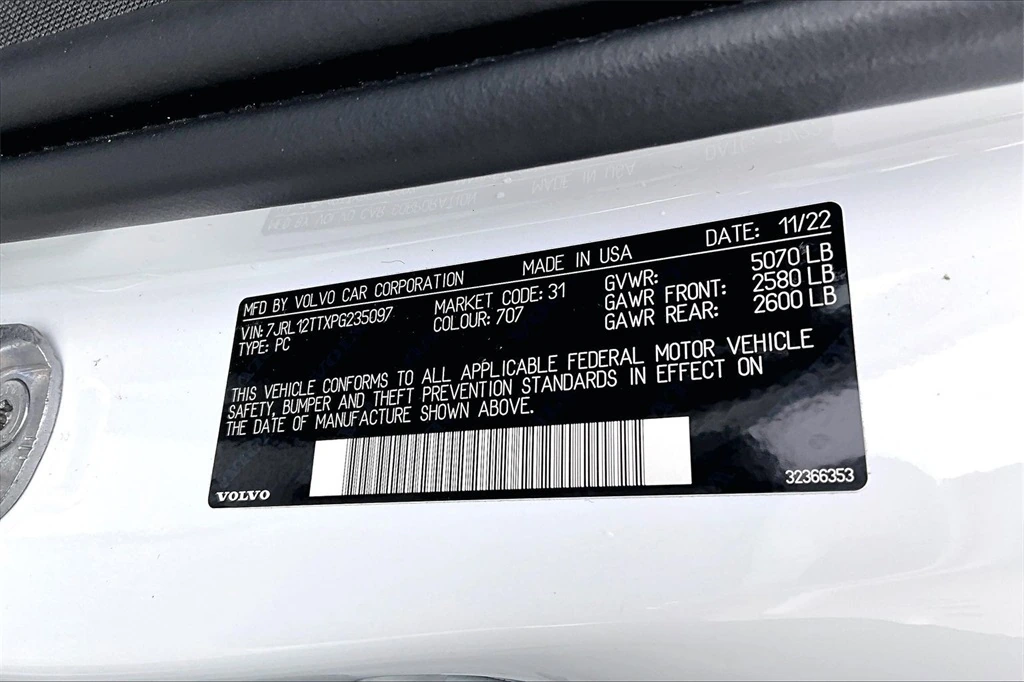 MFD BY VOLVO CAR CORPORATION MADE IN USA DATE: 11/22
VIN: 7JRL12TTXPG235097 MARKET CODE: 31 GVWR: 5070 LB
TYPE: PC COLOUR: 707 GAWR FRONT: 2580 LB
GAWR REAR: 2600 LB
THIS VEHICLE CONFORMS TO ALL APPLICABLE FEDERAL MOTOR VEHICLE
SAFETY, BUMPER AND THEFT PREVENTION STANDARDS IN EFFECT ON
THE DATE OF MANUFACTURE SHOWN ABOVE.
VOLVO 32366353